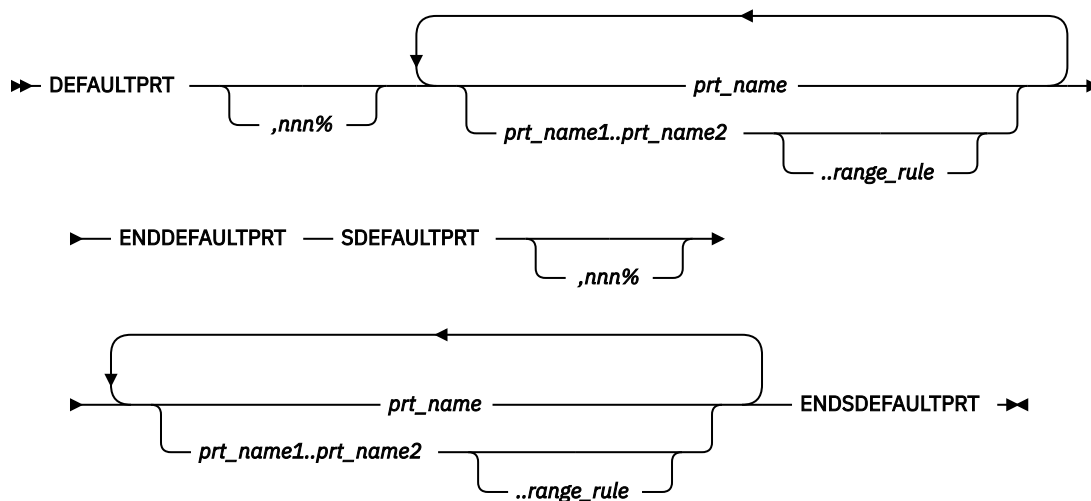 DEFAULTPRT
,nnn%
prt_name
prt_name1..prt_name2
..range_rule
ENDDEFAULTPRT
SDEFAULTPRT
,nnn%
prt_name
prt_name1..prt_name2
..range_rule
ENDSDEFAULTPRT